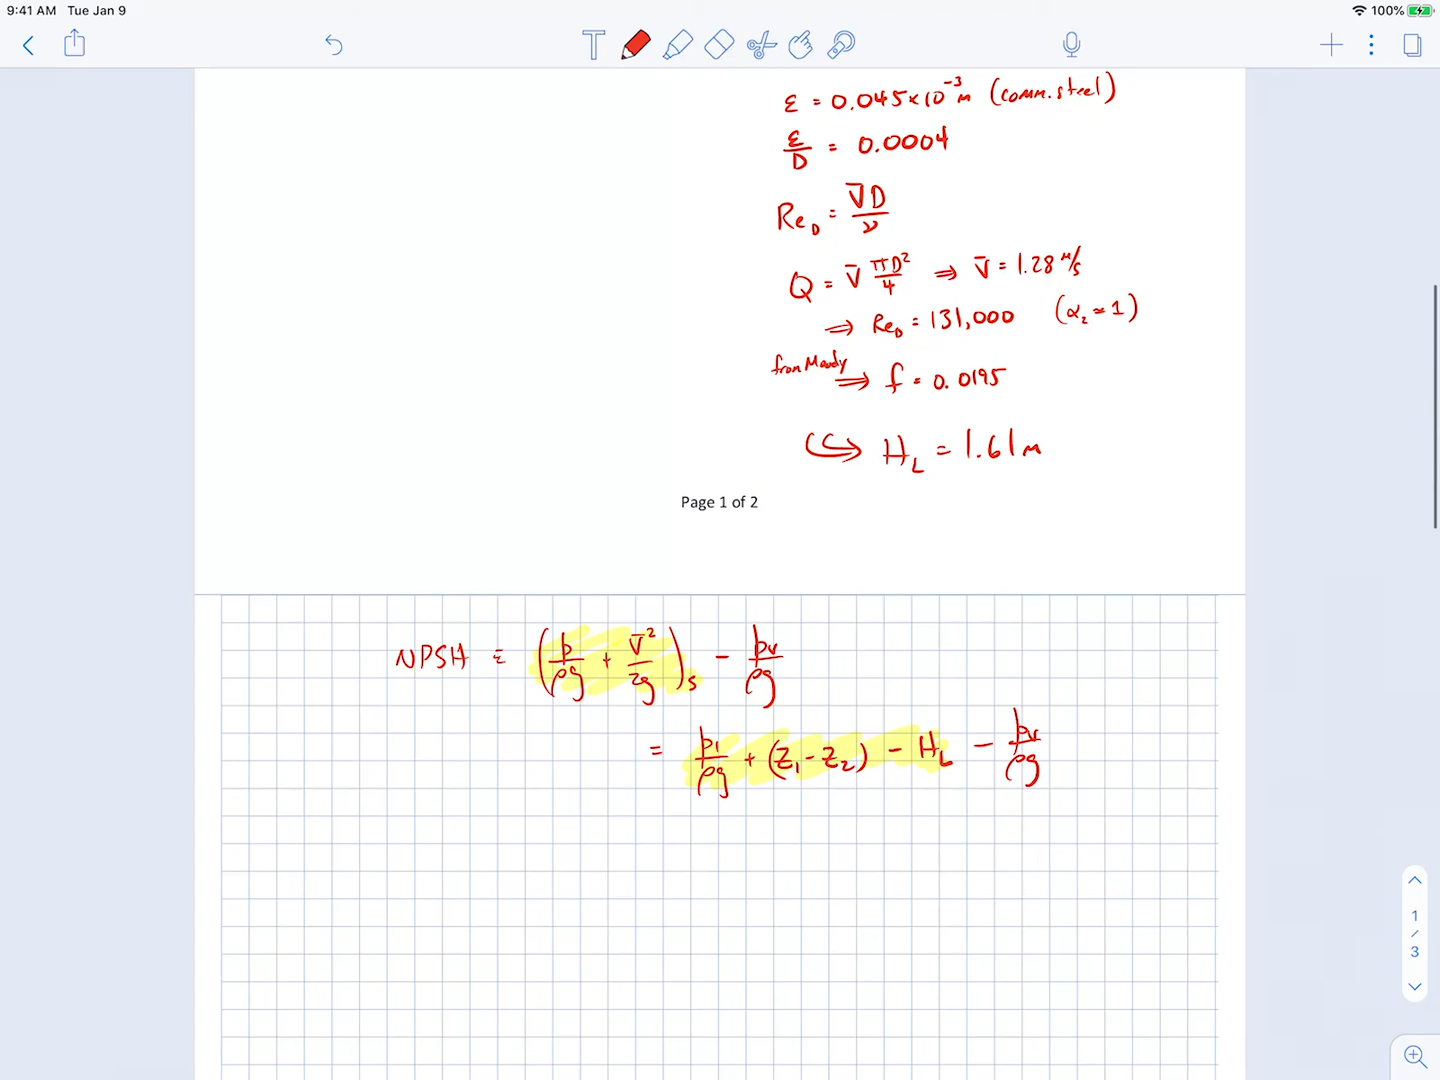 9:41 AM Tue Jan 9
100%
T
ε = 0.045×10⁻³ m (comm. steel)
ε/D = 0.0004
Re_D = V̄D/ν
Q = V̄ πD²/4 ⇒ V̄ = 1.28 m/s
⇒ Re_D = 131,000 (α₂ ≈ 1)
from Moody ⇒ f = 0.0195
↪ H_L = 1.61 m
Page 1 of 2
NPSH = (p/ρg + V̄²/2g)_s − p_v/ρg
= p₁/ρg + (z₁ − z₂) − H_L − p_v/ρg
1
/
3